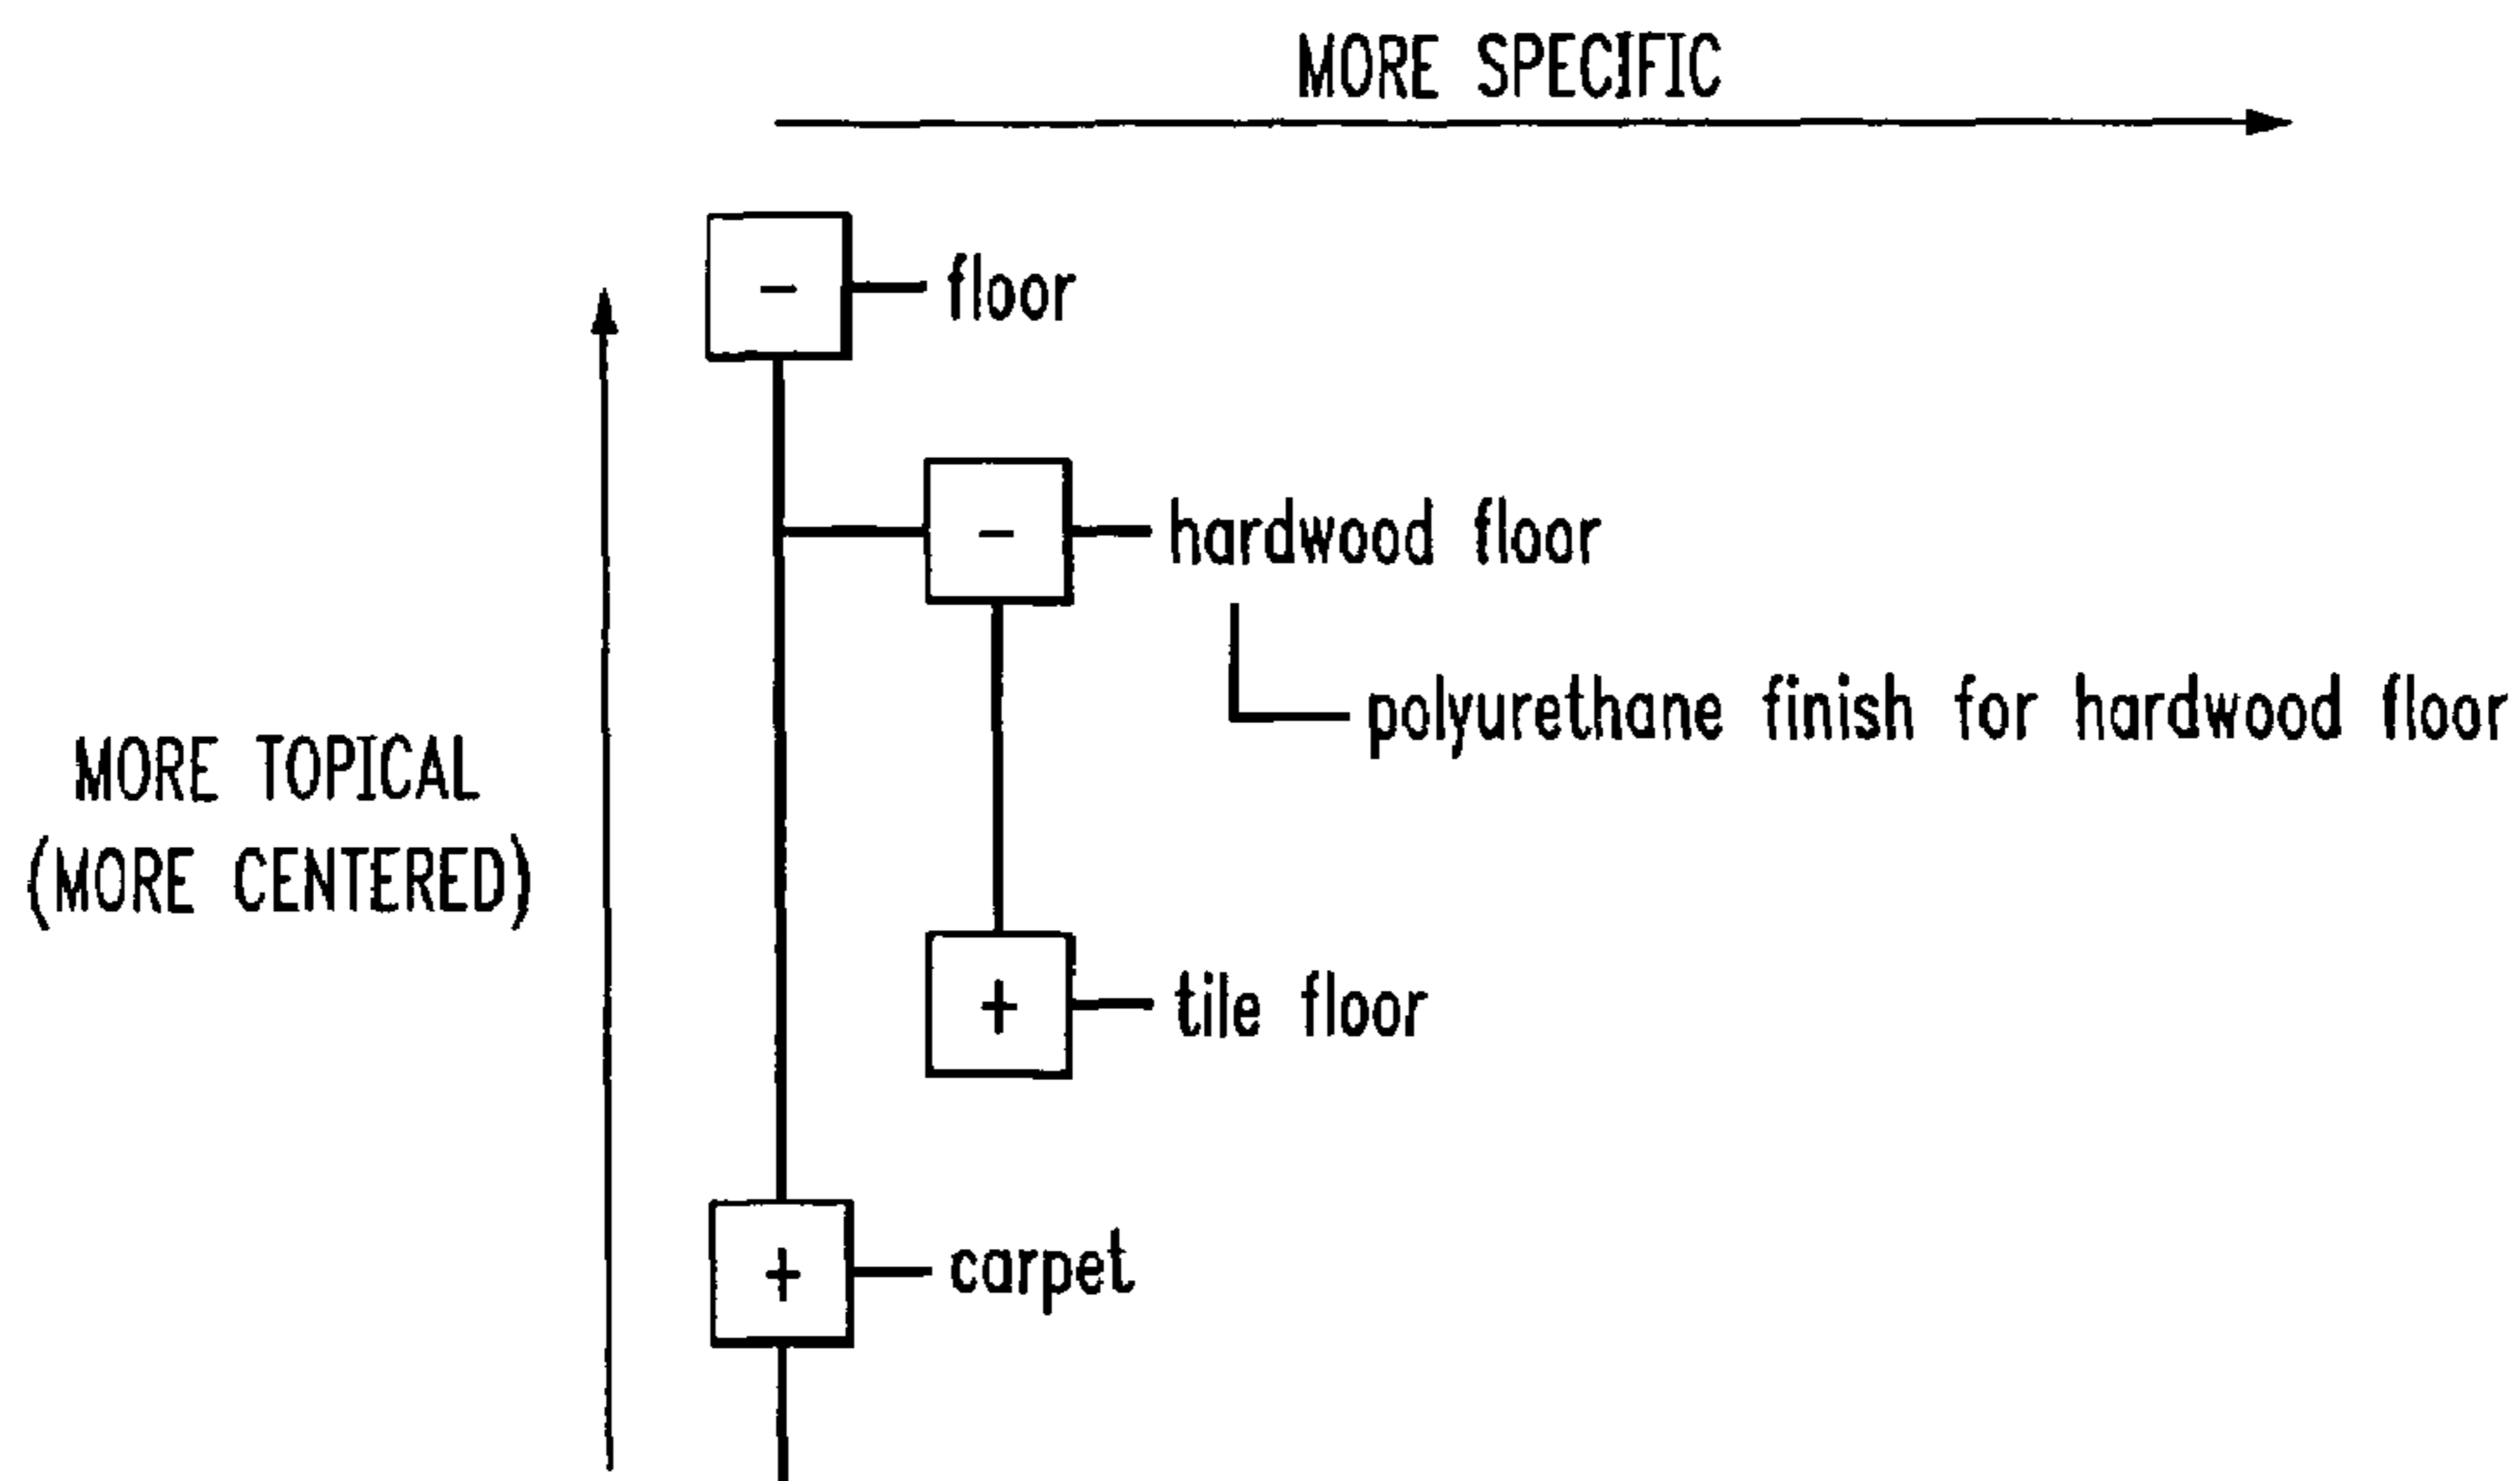 MORE SPECIFIC
- floor
- hardwood floor
polyurethane finish for hardwood floor
MORE TOPICAL
(MORE CENTERED)
+ tile floor
+ carpet